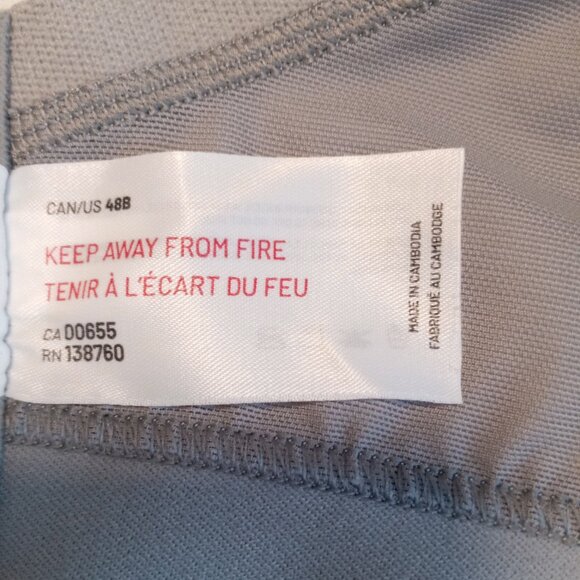 CAN/US 48B
KEEP AWAY FROM FIRE
TENIR À L'ÉCART DU FEU
CA 00655
RN 138760
MADE IN CAMBODIA
FABRIQUÉ AU CAMBODGE